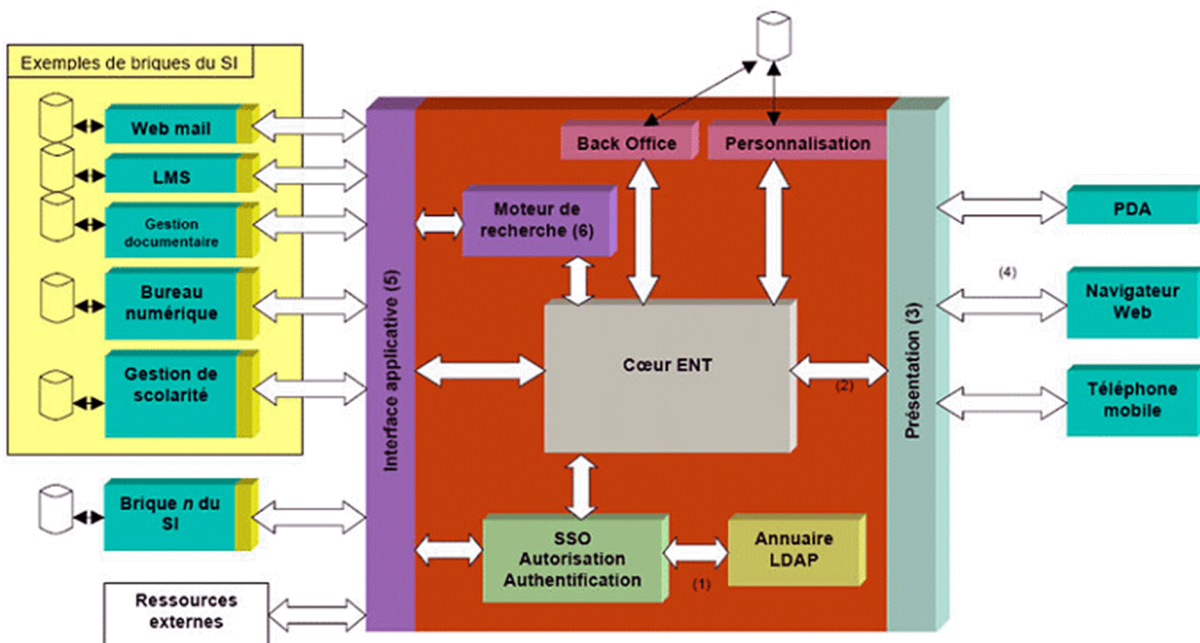 Exemples de briques du SI
Web mail
LMS
Gestion
documentaire
Bureau
numérique
Gestion de
scolarité
Brique n du
SI
Ressources
externes
Interface applicative (5)
Back Office
Personnalisation
Moteur de
recherche (6)
Cœur ENT
(2)
SSO
Autorisation
Authentification
(1)
Annuaire
LDAP
Présentation (3)
(4)
PDA
Navigateur
Web
Téléphone
mobile